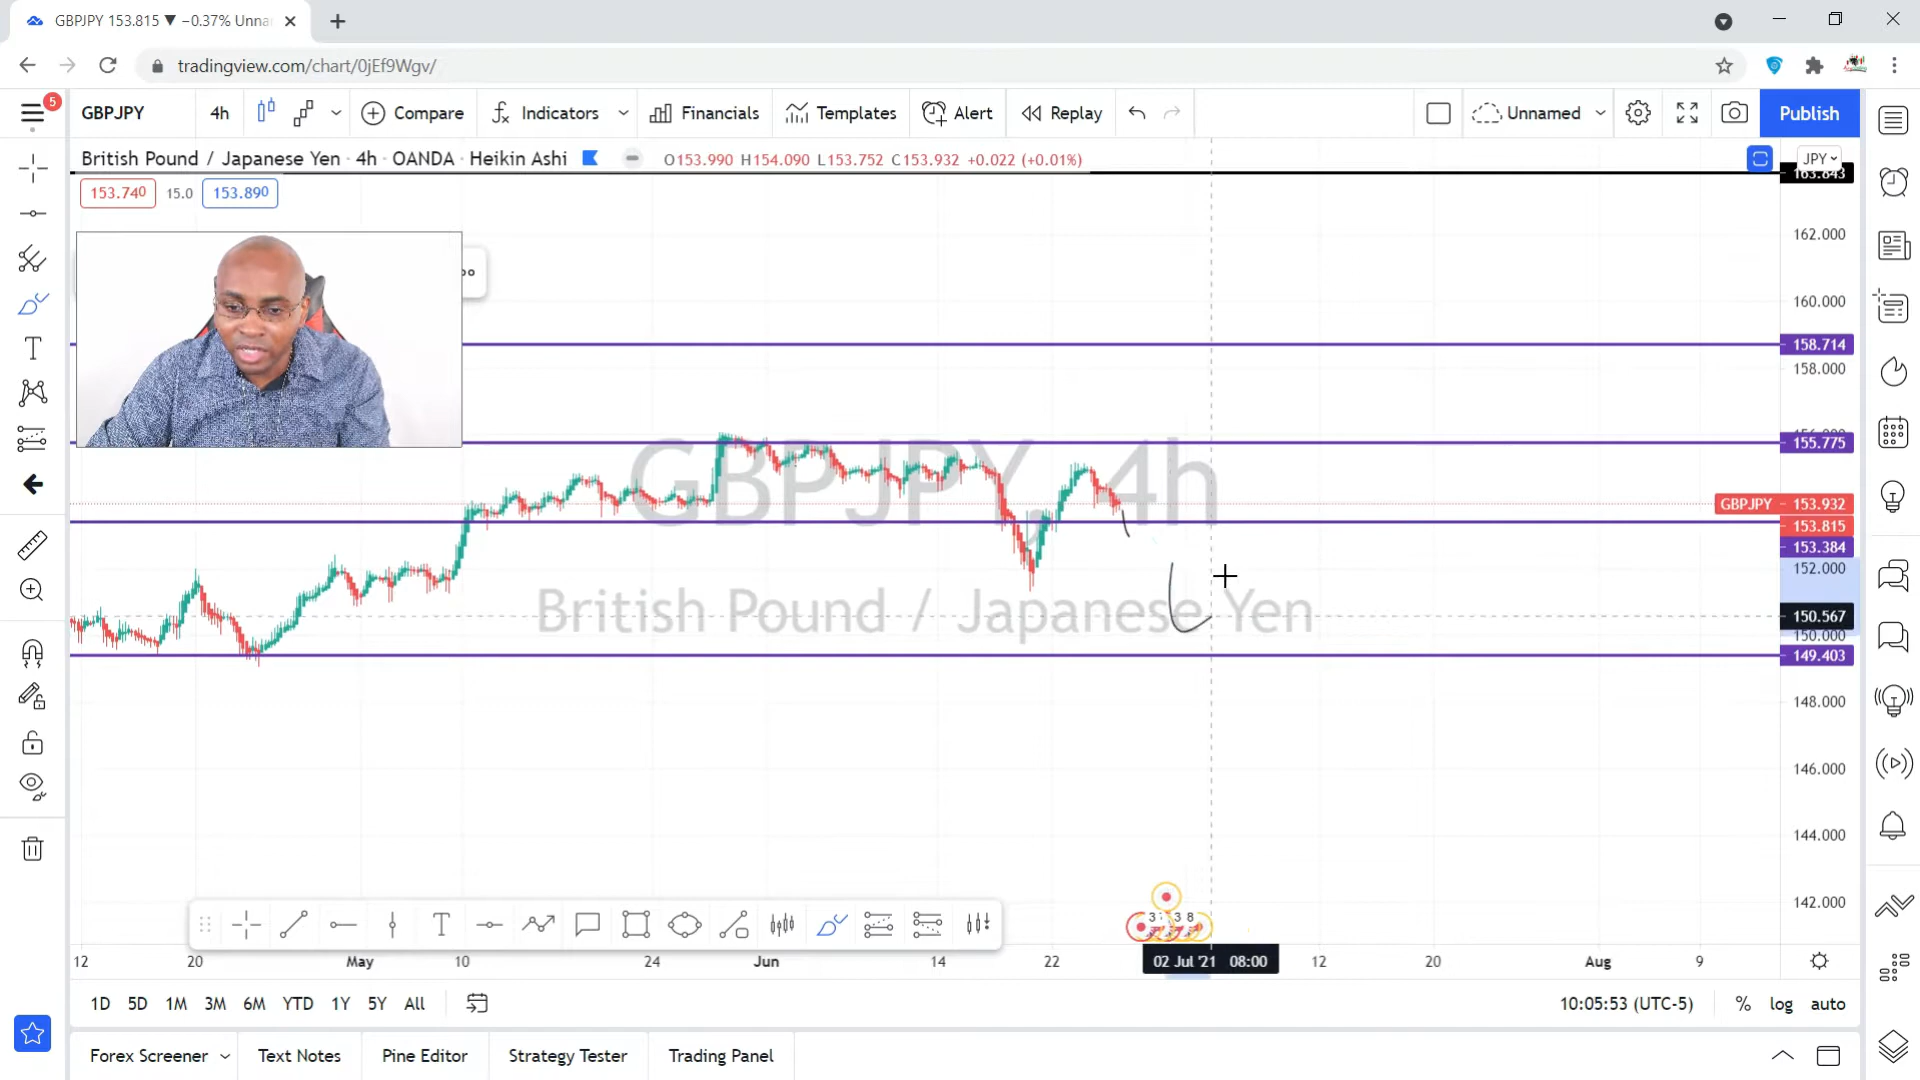 GBPJPY 153.815 ▼ −0.37% Unna
tradingview.com/chart/0jEf9Wgv/
5
GBPJPY
4h
Compare
Indicators
Financials
Templates
Alert
Replay
Unnamed
Publish
British Pound / Japanese Yen · 4h · OANDA · Heikin Ashi
O153.990 H154.090 L153.752 C153.932 +0.022 (+0.01%)
JPY
163.843
153.740
15.0
153.890
162.000
160.000
158.714
158.000
155.775
GBPJPY, 4h
GBPJPY 153.932
153.815
153.384
152.000
British Pound / Japanese Yen
150.567
150.000
149.403
148.000
146.000
144.000
142.000
12
20
May
10
24
Jun
14
22
02 Jul '21 08:00
12
20
Aug
9
1D
5D
1M
3M
6M
YTD
1Y
5Y
All
10:05:53 (UTC-5)
%
log
auto
Forex Screener
Text Notes
Pine Editor
Strategy Tester
Trading Panel